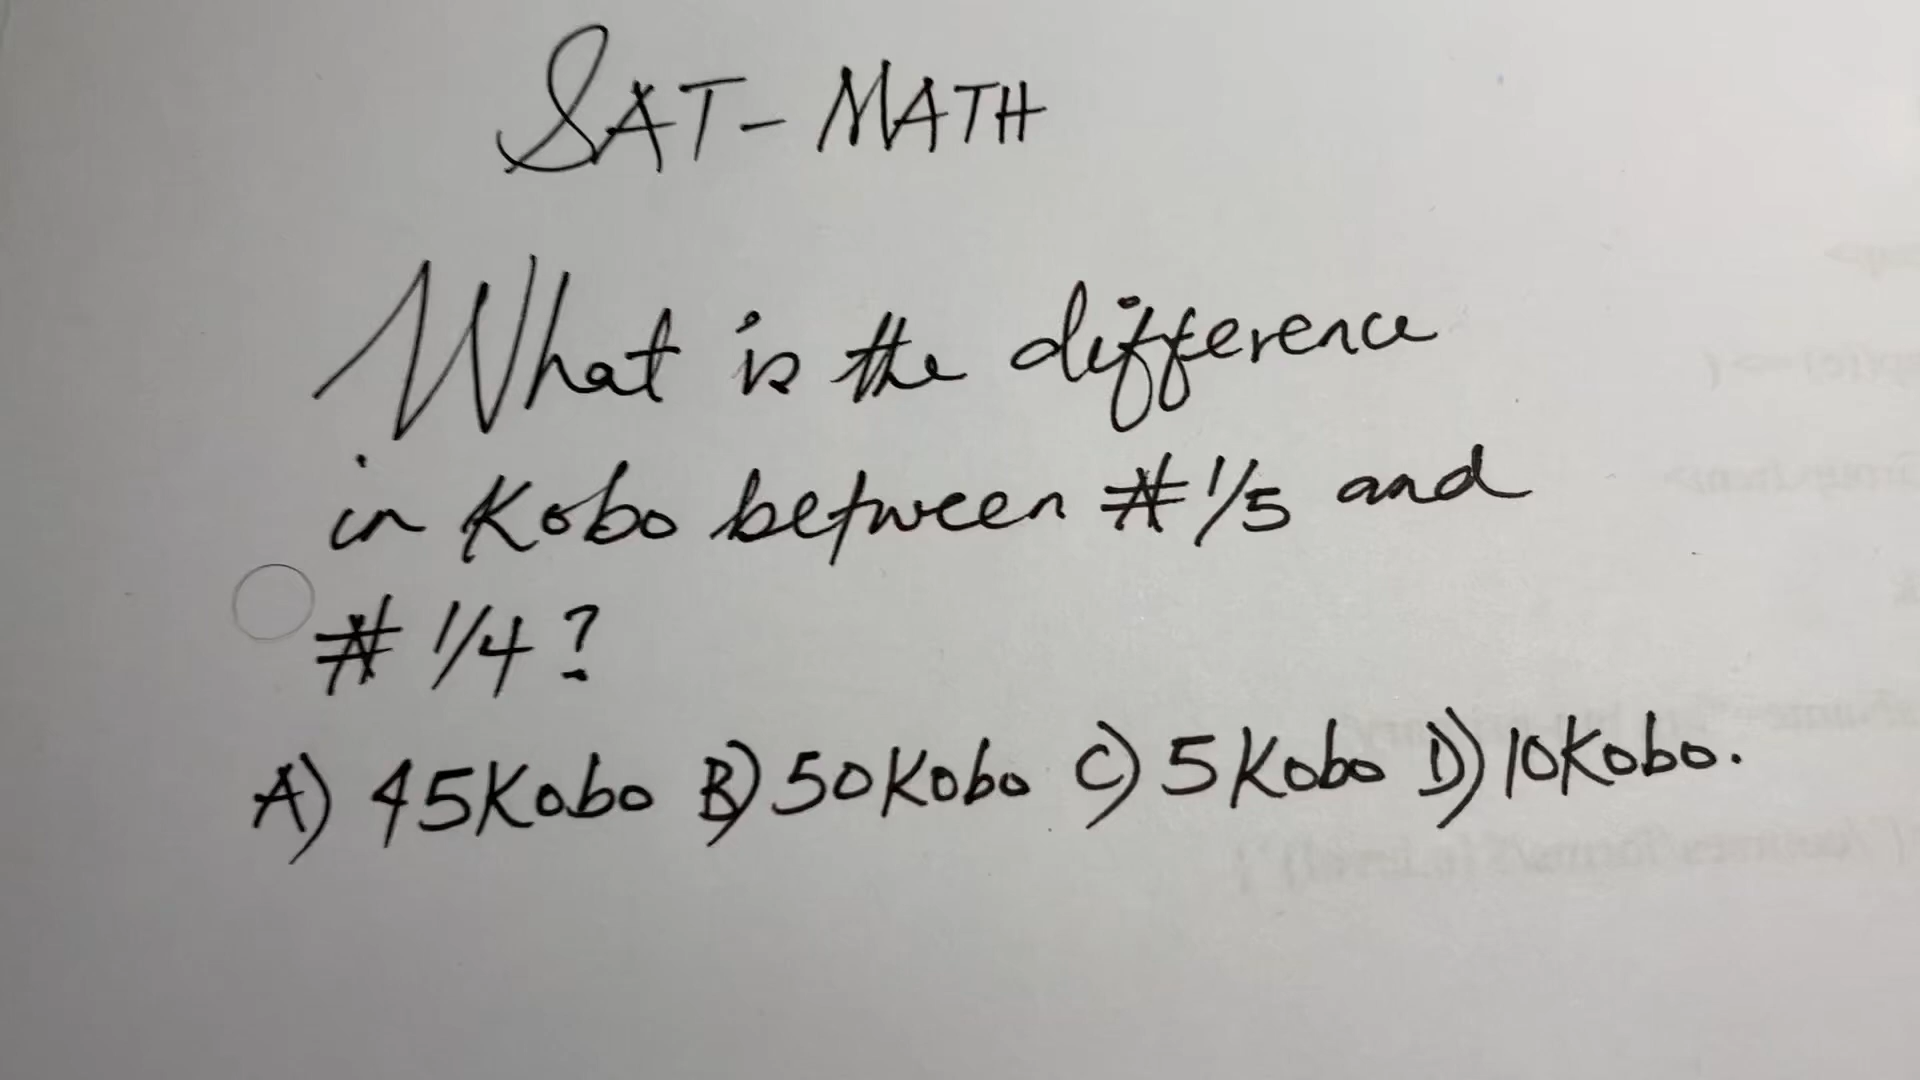 SAT-MATH
What is the difference
in Kobo between #1/5 and
#1/4?
A) 45Kobo B) 50Kobo C) 5Kobo D) 10Kobo.